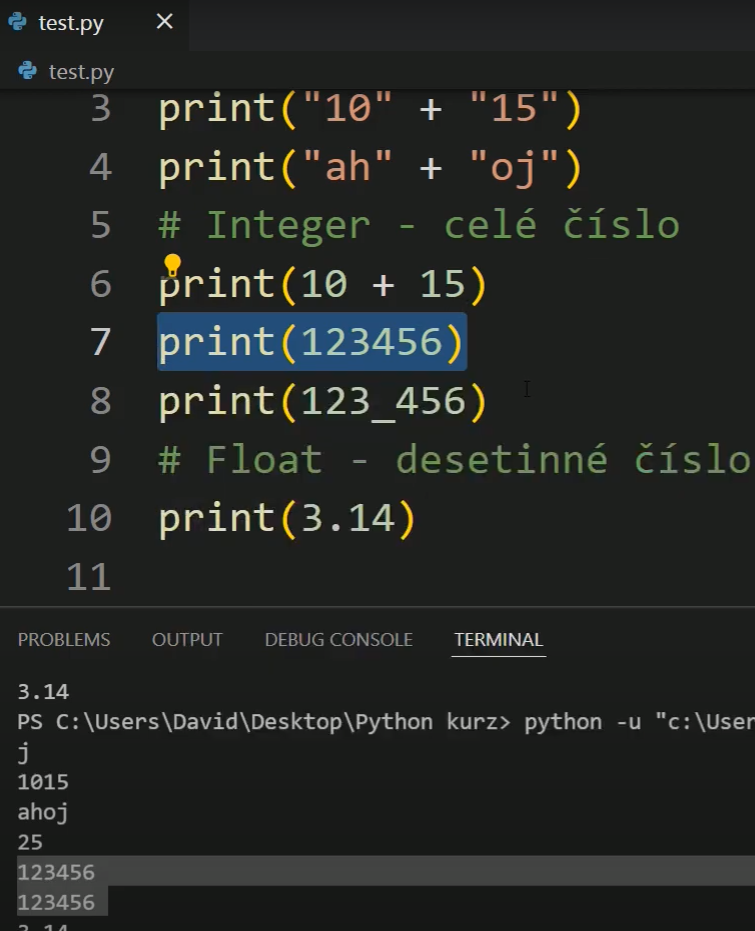 test.py
test.py
3 print("10" + "15")
4 print("ah" + "oj")
5 # Integer - celé číslo
6 print(10 + 15)
7 print(123456)
8 print(123_456)
9 # Float - desetinné číslo
10 print(3.14)
11
PROBLEMS OUTPUT DEBUG CONSOLE TERMINAL
3.14
PS C:\Users\David\Desktop\Python kurz> python -u "c:\User
j
1015
ahoj
25
123456
123456
3.14